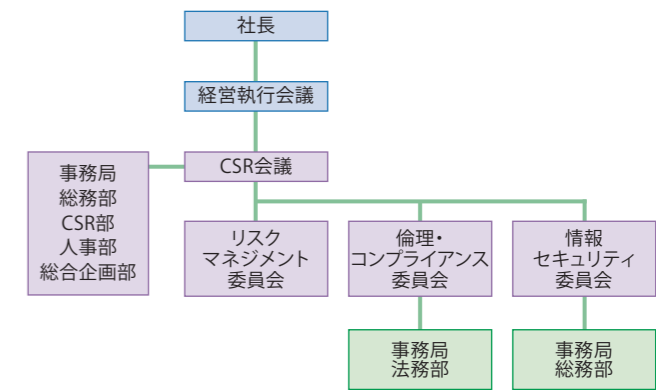 社長
経営執行会議
CSR会議
事務局
総務部
CSR部
人事部
総合企画部
リスク
マネジメント
委員会
倫理・
コンプライアンス
委員会
情報
セキュリティ
委員会
事務局
法務部
事務局
総務部